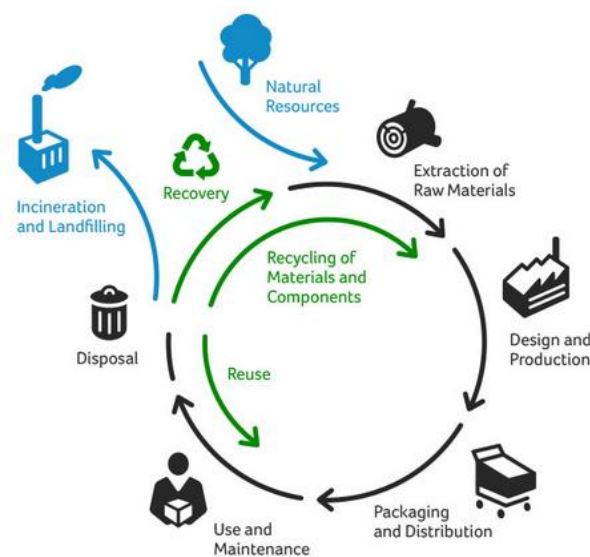 Natural
Resources
Extraction of
Raw Materials
Recovery
Incineration
and Landfilling
Recycling of
Materials and
Components
Design and
Production
Disposal
Reuse
Packaging
and Distribution
Use and
Maintenance